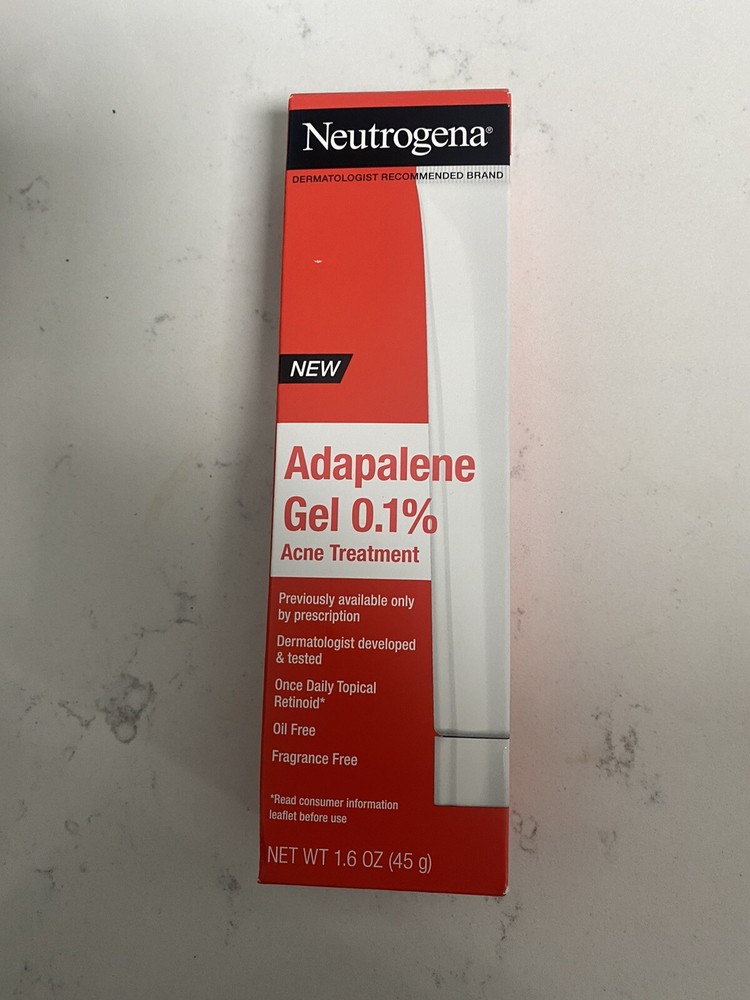 Neutrogena®
DERMATOLOGIST RECOMMENDED BRAND
NEW
Adapalene
Gel 0.1%
Acne Treatment
Previously available only
by prescription
Dermatologist developed
& tested
Once Daily Topical
Retinoid*
Oil Free
Fragrance Free
*Read consumer information
leaflet before use
NET WT 1.6 OZ (45 g)